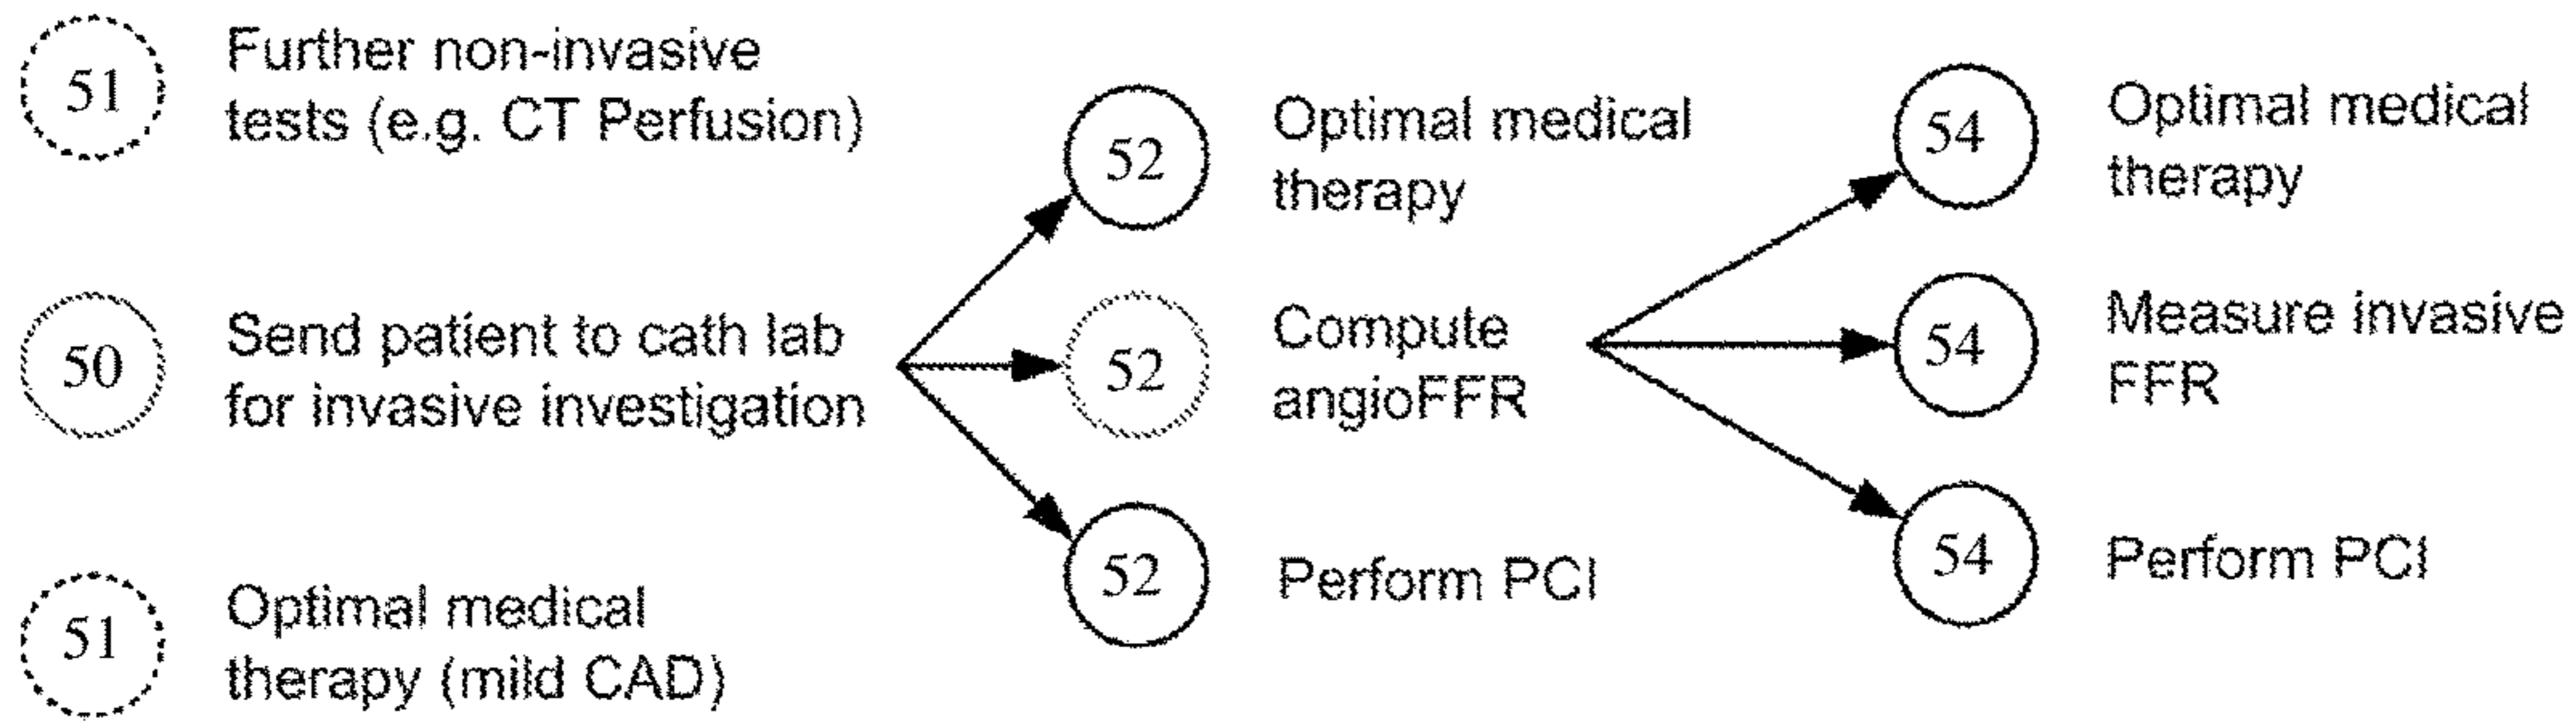 51
Further non-invasive
tests (e.g. CT Perfusion)
50
Send patient to cath lab
for invasive investigation
51
Optimal medical
therapy (mild CAD)
52
Optimal medical
therapy
52
Compute
angioFFR
52
Perform PCI
54
Optimal medical
therapy
54
Measure invasive
FFR
54
Perform PCI